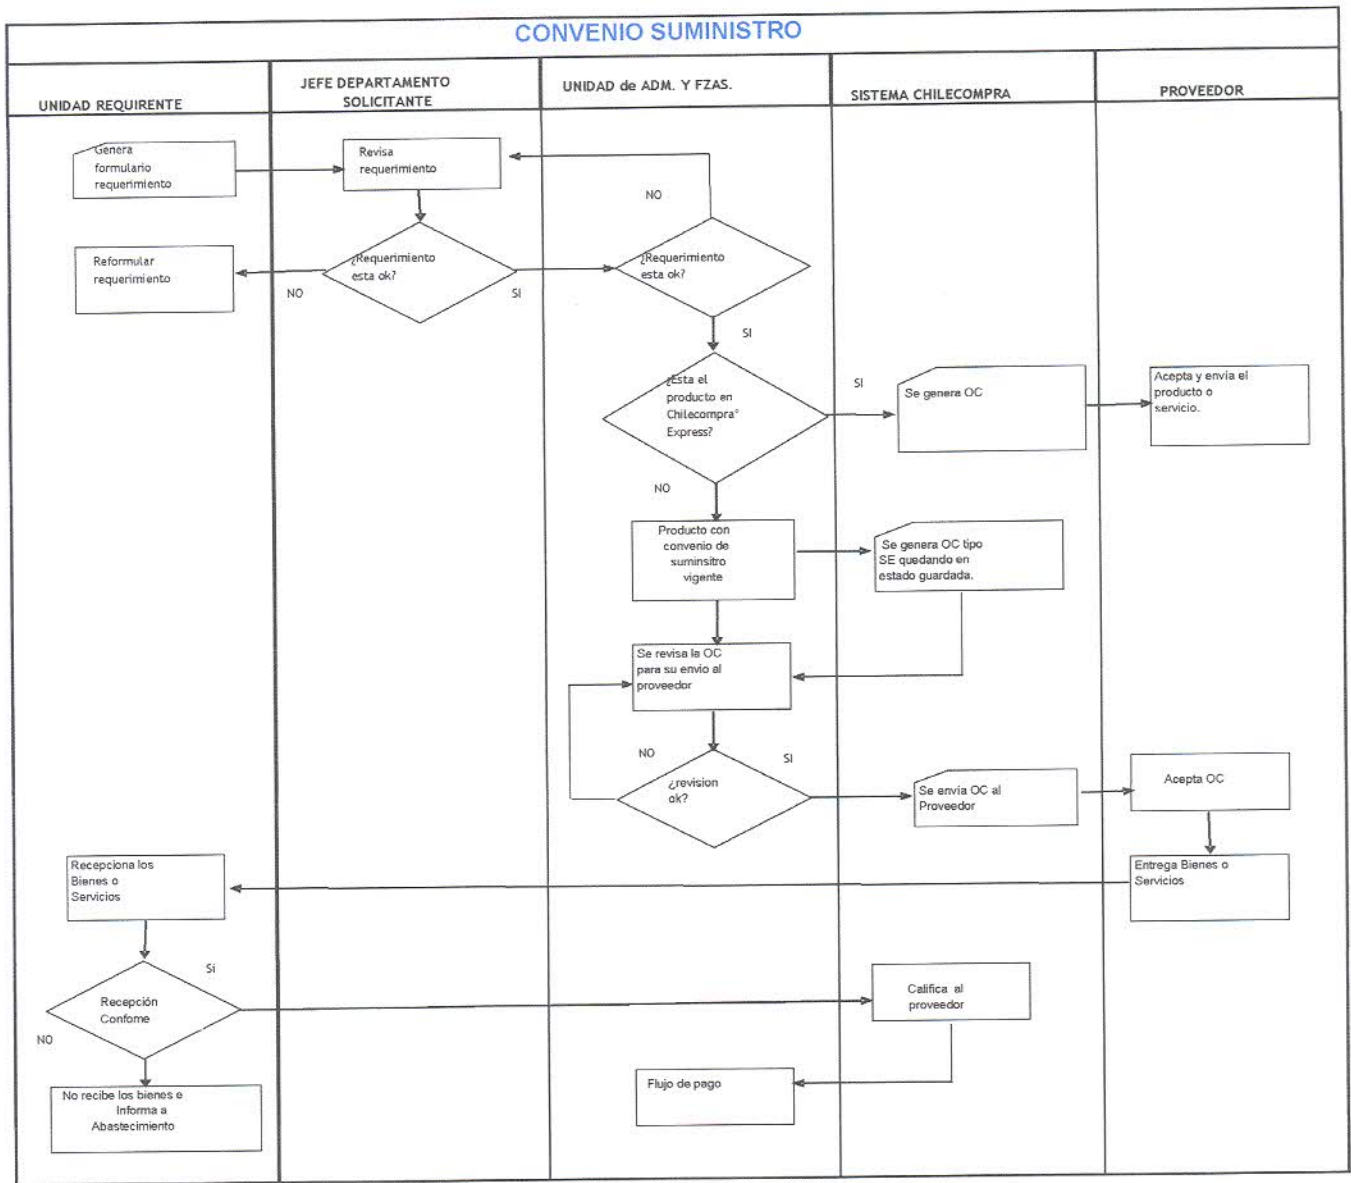 CONVENIO SUMINISTRO
UNIDAD REQUIRENTE
JEFE DEPARTAMENTO
SOLICITANTE
UNIDAD de ADM. Y FZAS.
SISTEMA CHILECOMPRA
PROVEEDOR
Genera
formulario
requerimiento
Revisa
requerimiento
NO
Reformular
requerimiento
¿Requerimiento
esta ok?
NO
SI
¿Requerimiento
esta ok?
SI
¿Esta el
producto en
Chilecompra°
Express?
SI
Se genera OC
Acepta y envia el
producto o
servicio.
NO
Producto con
convenio de
suminsitro
vigente
Se genera OC tipo
SE quedando en
estado guardada.
Se revisa la OC
para su envio al
proveedor
NO
SI
¿revision
ok?
Se envia OC al
Proveedor
Acepta OC
Recepciona los
Bienes o
Servicios
Entrega Bienes o
Servicios
Si
Recepción
Confome
NO
Califica al
proveedor
No recibe los bienes e
Informa a
Abastecimiento
Flujo de pago